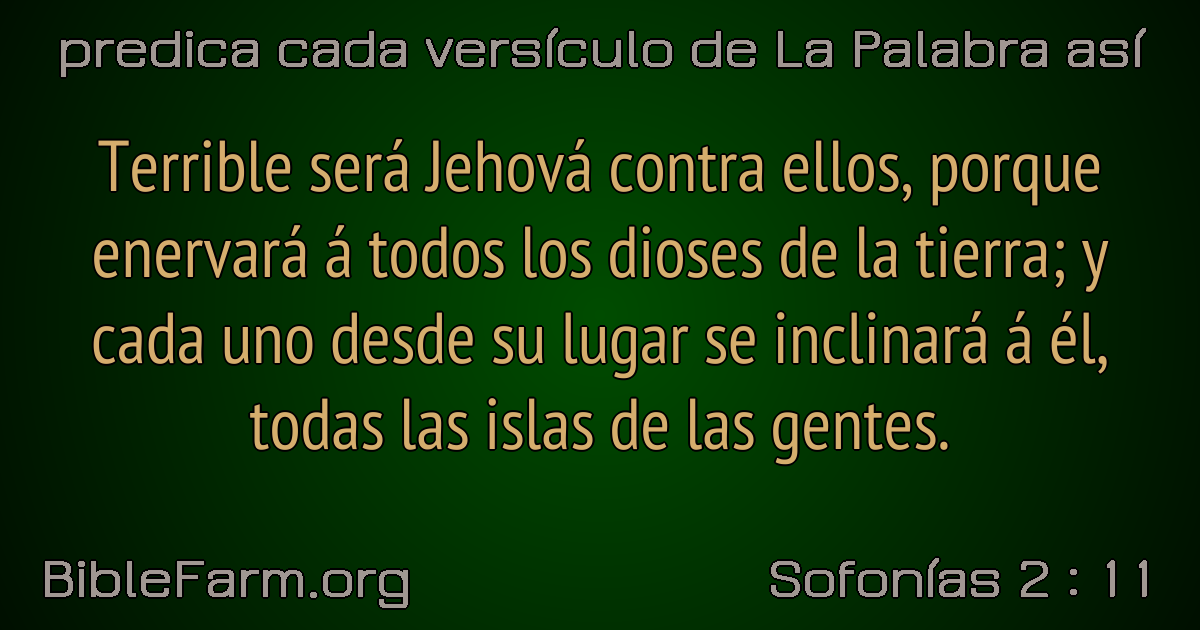 predica cada versículo de La Palabra así
Terrible será Jehová contra ellos, porque
enervará á todos los dioses de la tierra; y
cada uno desde su lugar se inclinará á él,
todas las islas de las gentes.
BibleFarm.org
Sofonías 2 : 11